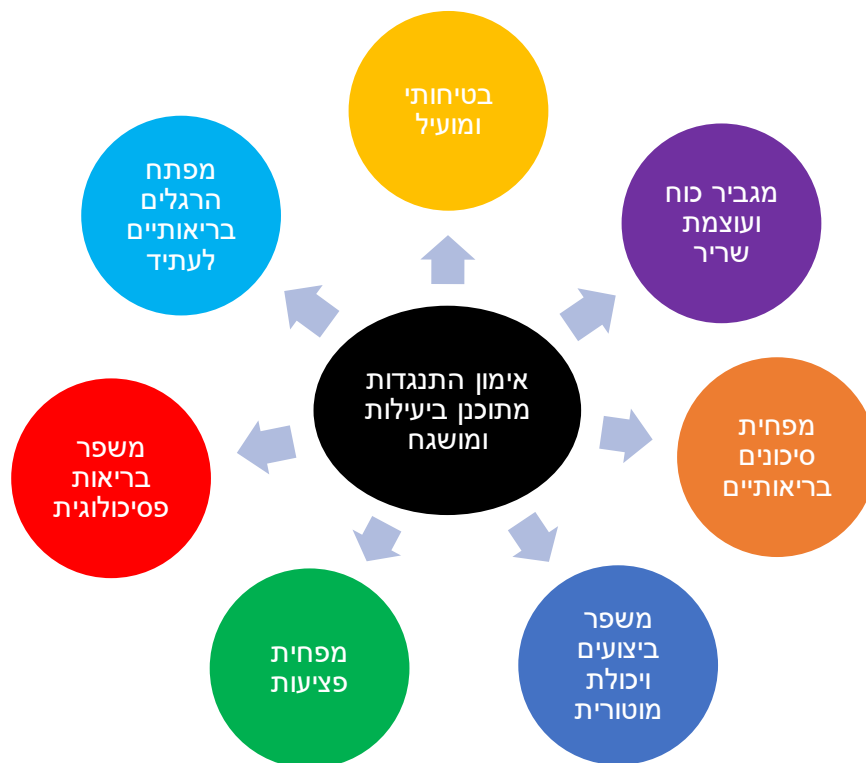 בטיחותי
ומועיל
מגביר כוח
ועוצמת
שריר
מפחית
סיכונים
בריאותיים
משפר
ביצועים
ויכולת
מוטורית
מפחית
פציעות
משפר
בריאות
פסיכולוגית
מפתח
הרגלים
בריאותיים
לעתיד
אימון התנגדות
מתוכנן ביעילות
ומושגח